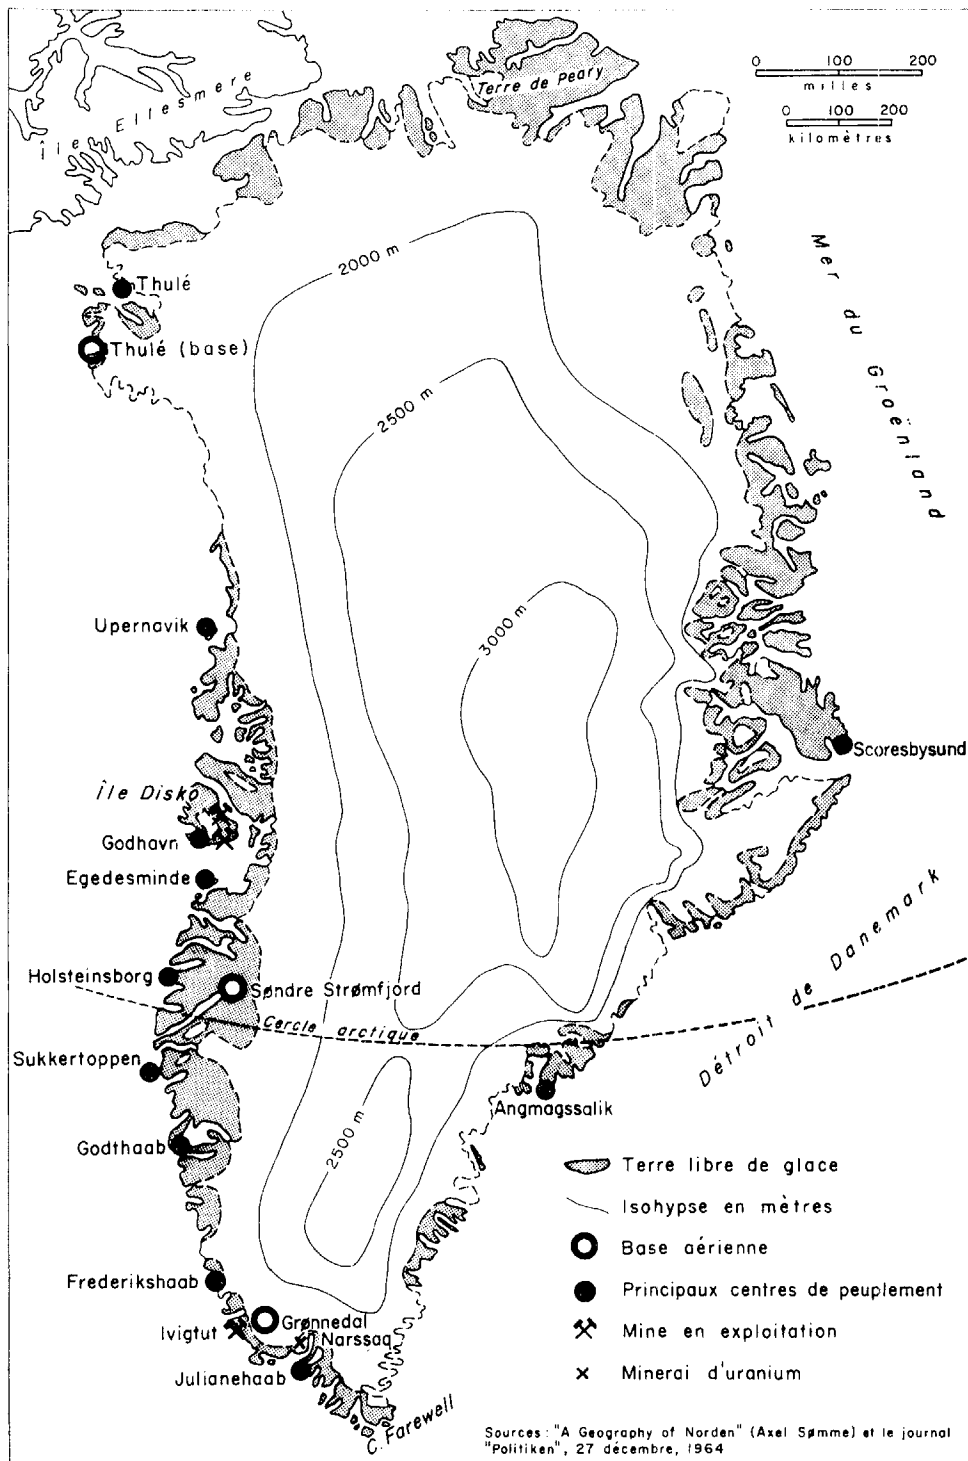 Terre de Peary
Île Ellesmere
0 100 200
milles
0 100 200
kilomètres
Mer du Groënland
2000 m
Thulé
Thulé (base)
2500 m
Upernavik
3000 m
Scoresbysund
Île Disko
Godhavn
Egedesminde
Holsteinsborg
Søndre Strømfjord
Cercle arctique
Détroit de Danemark
Sukkertoppen
Angmagssalik
Godthaab
2500 m
Terre libre de glace
Isohypse en mètres
Base aérienne
Frederikshaab
Principaux centres de peuplement
Grønnedal
Ivigtut
Narssaq
Mine en exploitation
Julianehaab
Minerai d'uranium
C. Farewell
Sources: "A Geography of Norden" (Axel Sømme) et le journal
"Politiken", 27 décembre, 1964